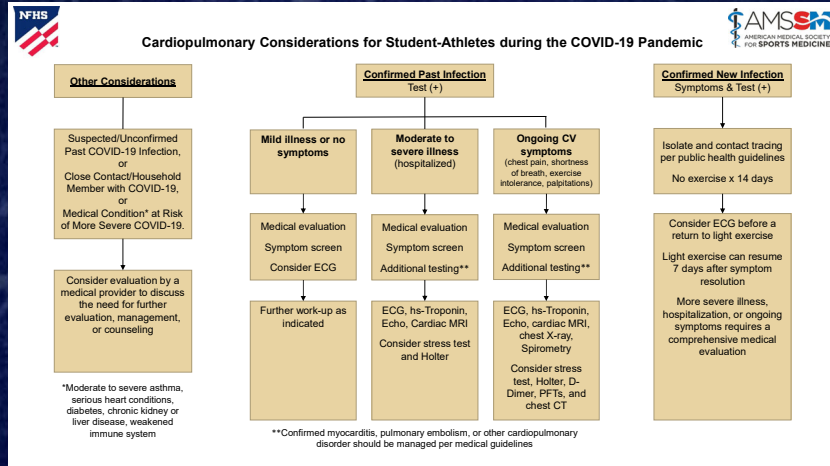 NFHS
AMSSM
AMERICAN MEDICAL SOCIETY
FOR SPORTS MEDICINE
Cardiopulmonary Considerations for Student-Athletes during the COVID-19 Pandemic
Other Considerations
Suspected/Unconfirmed
Past COVID-19 Infection,
or
Close Contact/Household
Member with COVID-19,
or
Medical Condition* at Risk
of More Severe COVID-19.
Consider evaluation by a
medical provider to discuss
the need for further
evaluation, management,
or counseling
*Moderate to severe asthma,
serious heart conditions,
diabetes, chronic kidney or
liver disease, weakened
immune system
Confirmed Past Infection
Test (+)
Mild illness or no
symptoms
Medical evaluation
Symptom screen
Consider ECG
Further work-up as
indicated
Moderate to
severe illness
(hospitalized)
Medical evaluation
Symptom screen
Additional testing**
ECG, hs-Troponin,
Echo, Cardiac MRI
Consider stress test
and Holter
Ongoing CV
symptoms
(chest pain, shortness
of breath, exercise
intolerance, palpitations)
Medical evaluation
Symptom screen
Additional testing**
ECG, hs-Troponin,
Echo, cardiac MRI,
chest X-ray,
Spirometry
Consider stress
test, Holter, D-
Dimer, PFTs, and
chest CT
**Confirmed myocarditis, pulmonary embolism, or other cardiopulmonary
disorder should be managed per medical guidelines
Confirmed New Infection
Symptoms & Test (+)
Isolate and contact tracing
per public health guidelines
No exercise x 14 days
Consider ECG before a
return to light exercise
Light exercise can resume
7 days after symptom
resolution
More severe illness,
hospitalization, or ongoing
symptoms requires a
comprehensive medical
evaluation